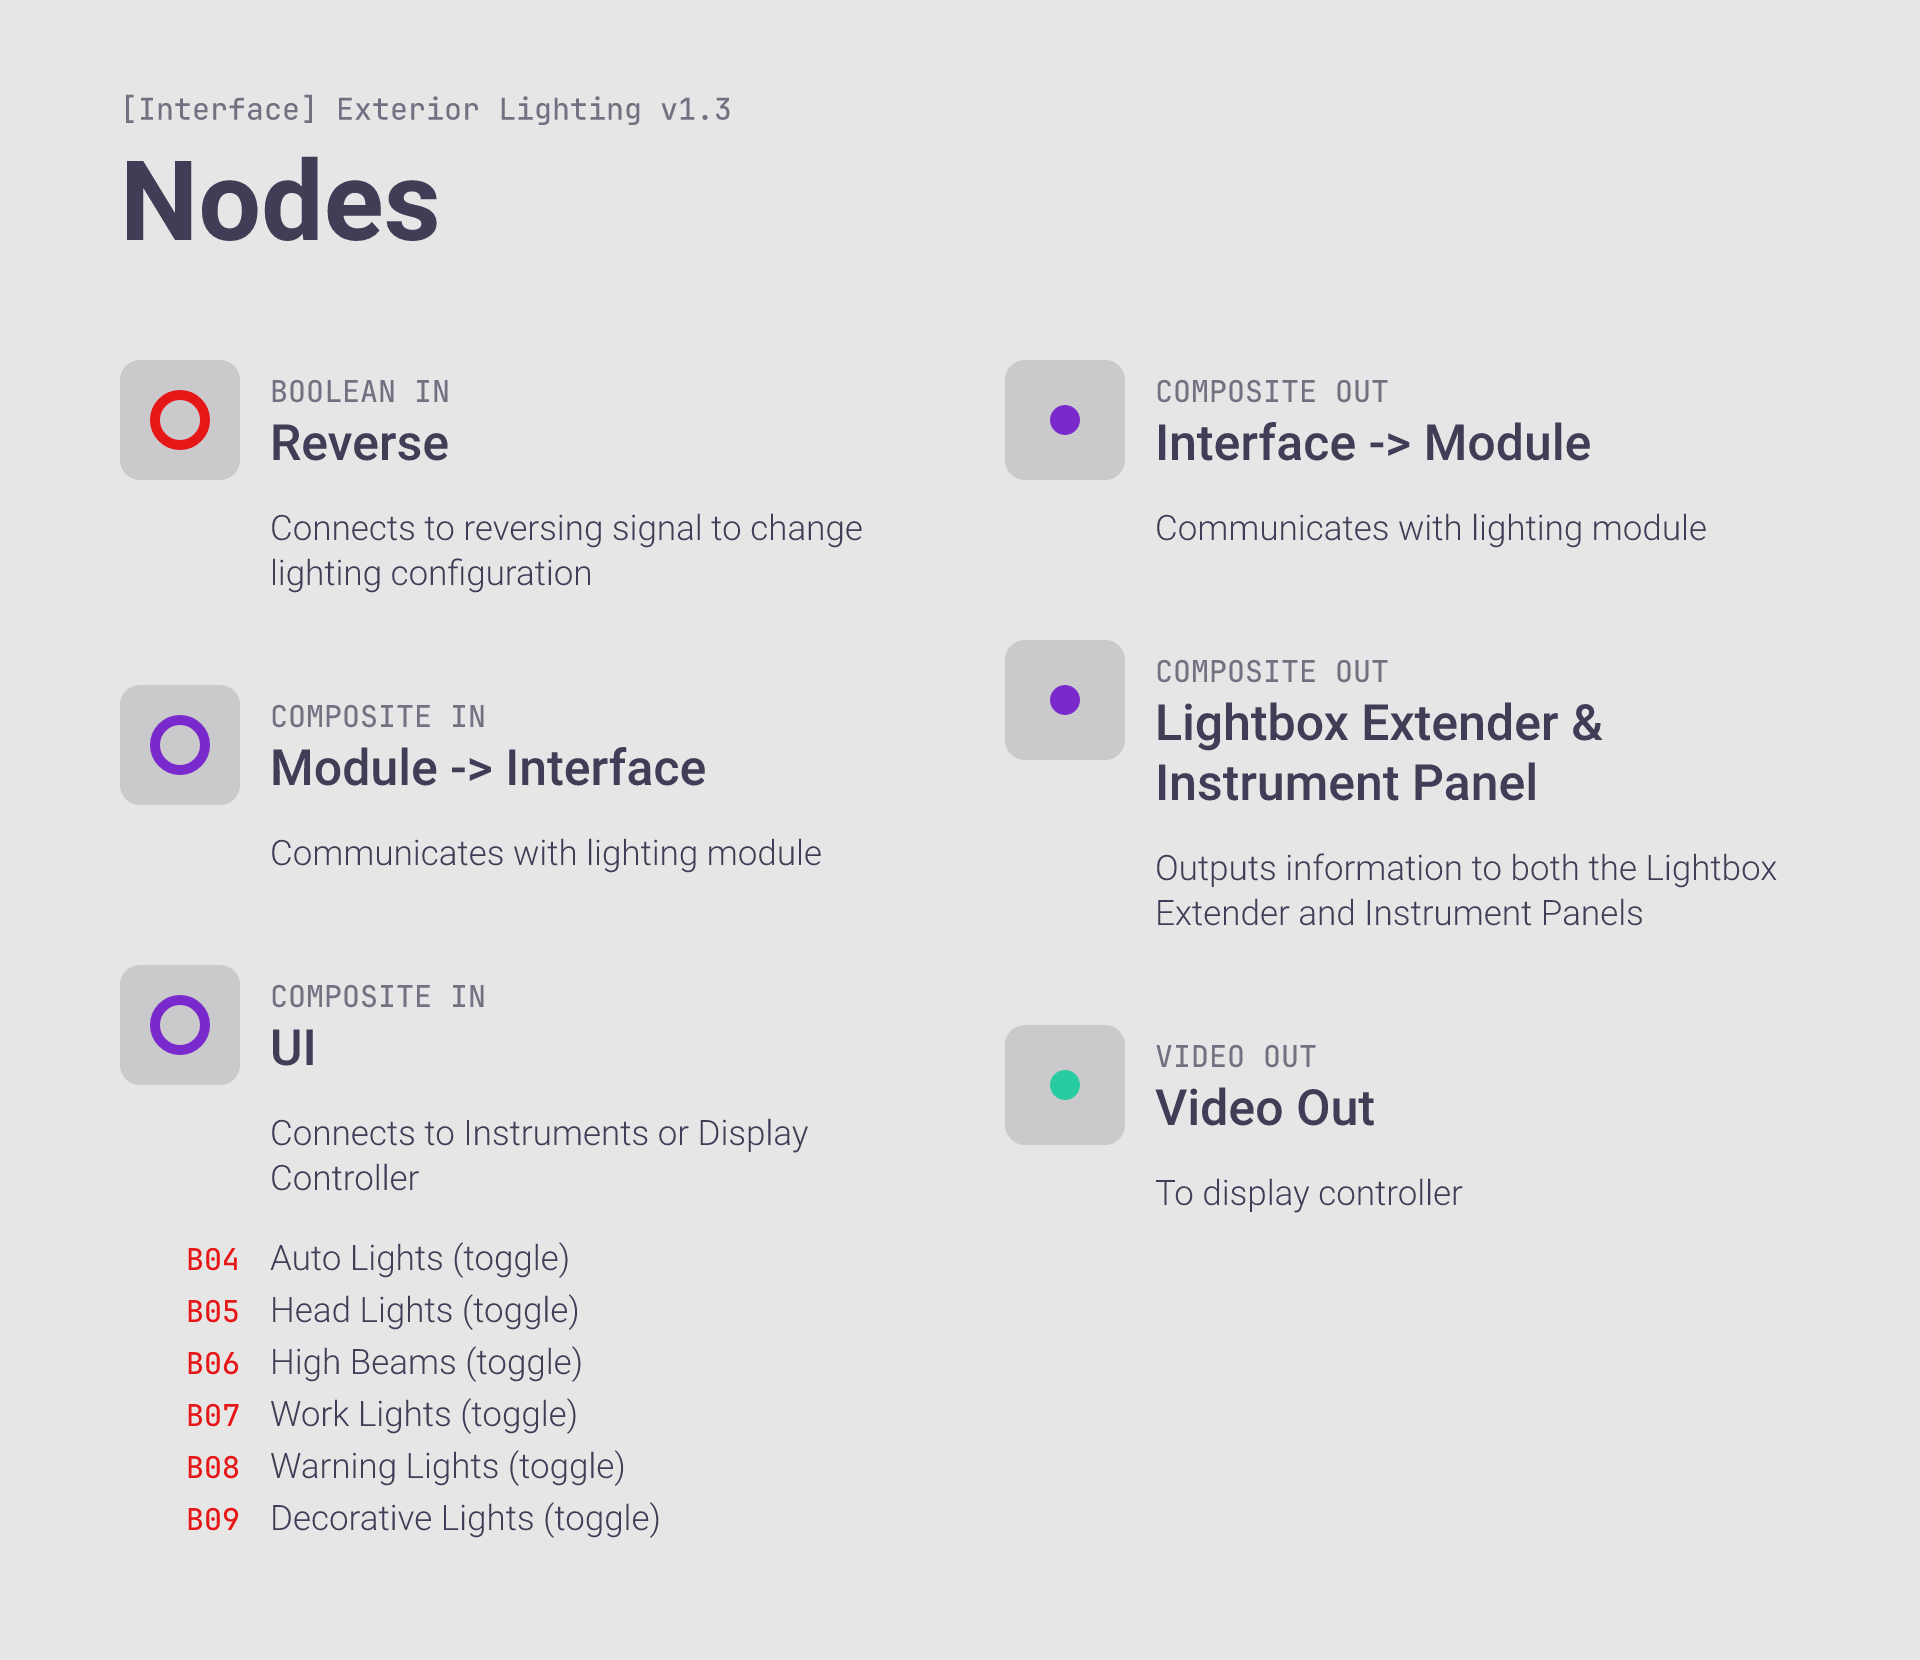 [Interface] Exterior Lighting v1.3
Nodes
BOOLEAN IN
Reverse
Connects to reversing signal to change
lighting configuration
COMPOSITE IN
Module -> Interface
Communicates with lighting module
COMPOSITE IN
UI
Connects to Instruments or Display
Controller
B04 Auto Lights (toggle)
B05 Head Lights (toggle)
B06 High Beams (toggle)
B07 Work Lights (toggle)
B08 Warning Lights (toggle)
B09 Decorative Lights (toggle)
COMPOSITE OUT
Interface -> Module
Communicates with lighting module
COMPOSITE OUT
Lightbox Extender &
Instrument Panel
Outputs information to both the Lightbox
Extender and Instrument Panels
VIDEO OUT
Video Out
To display controller